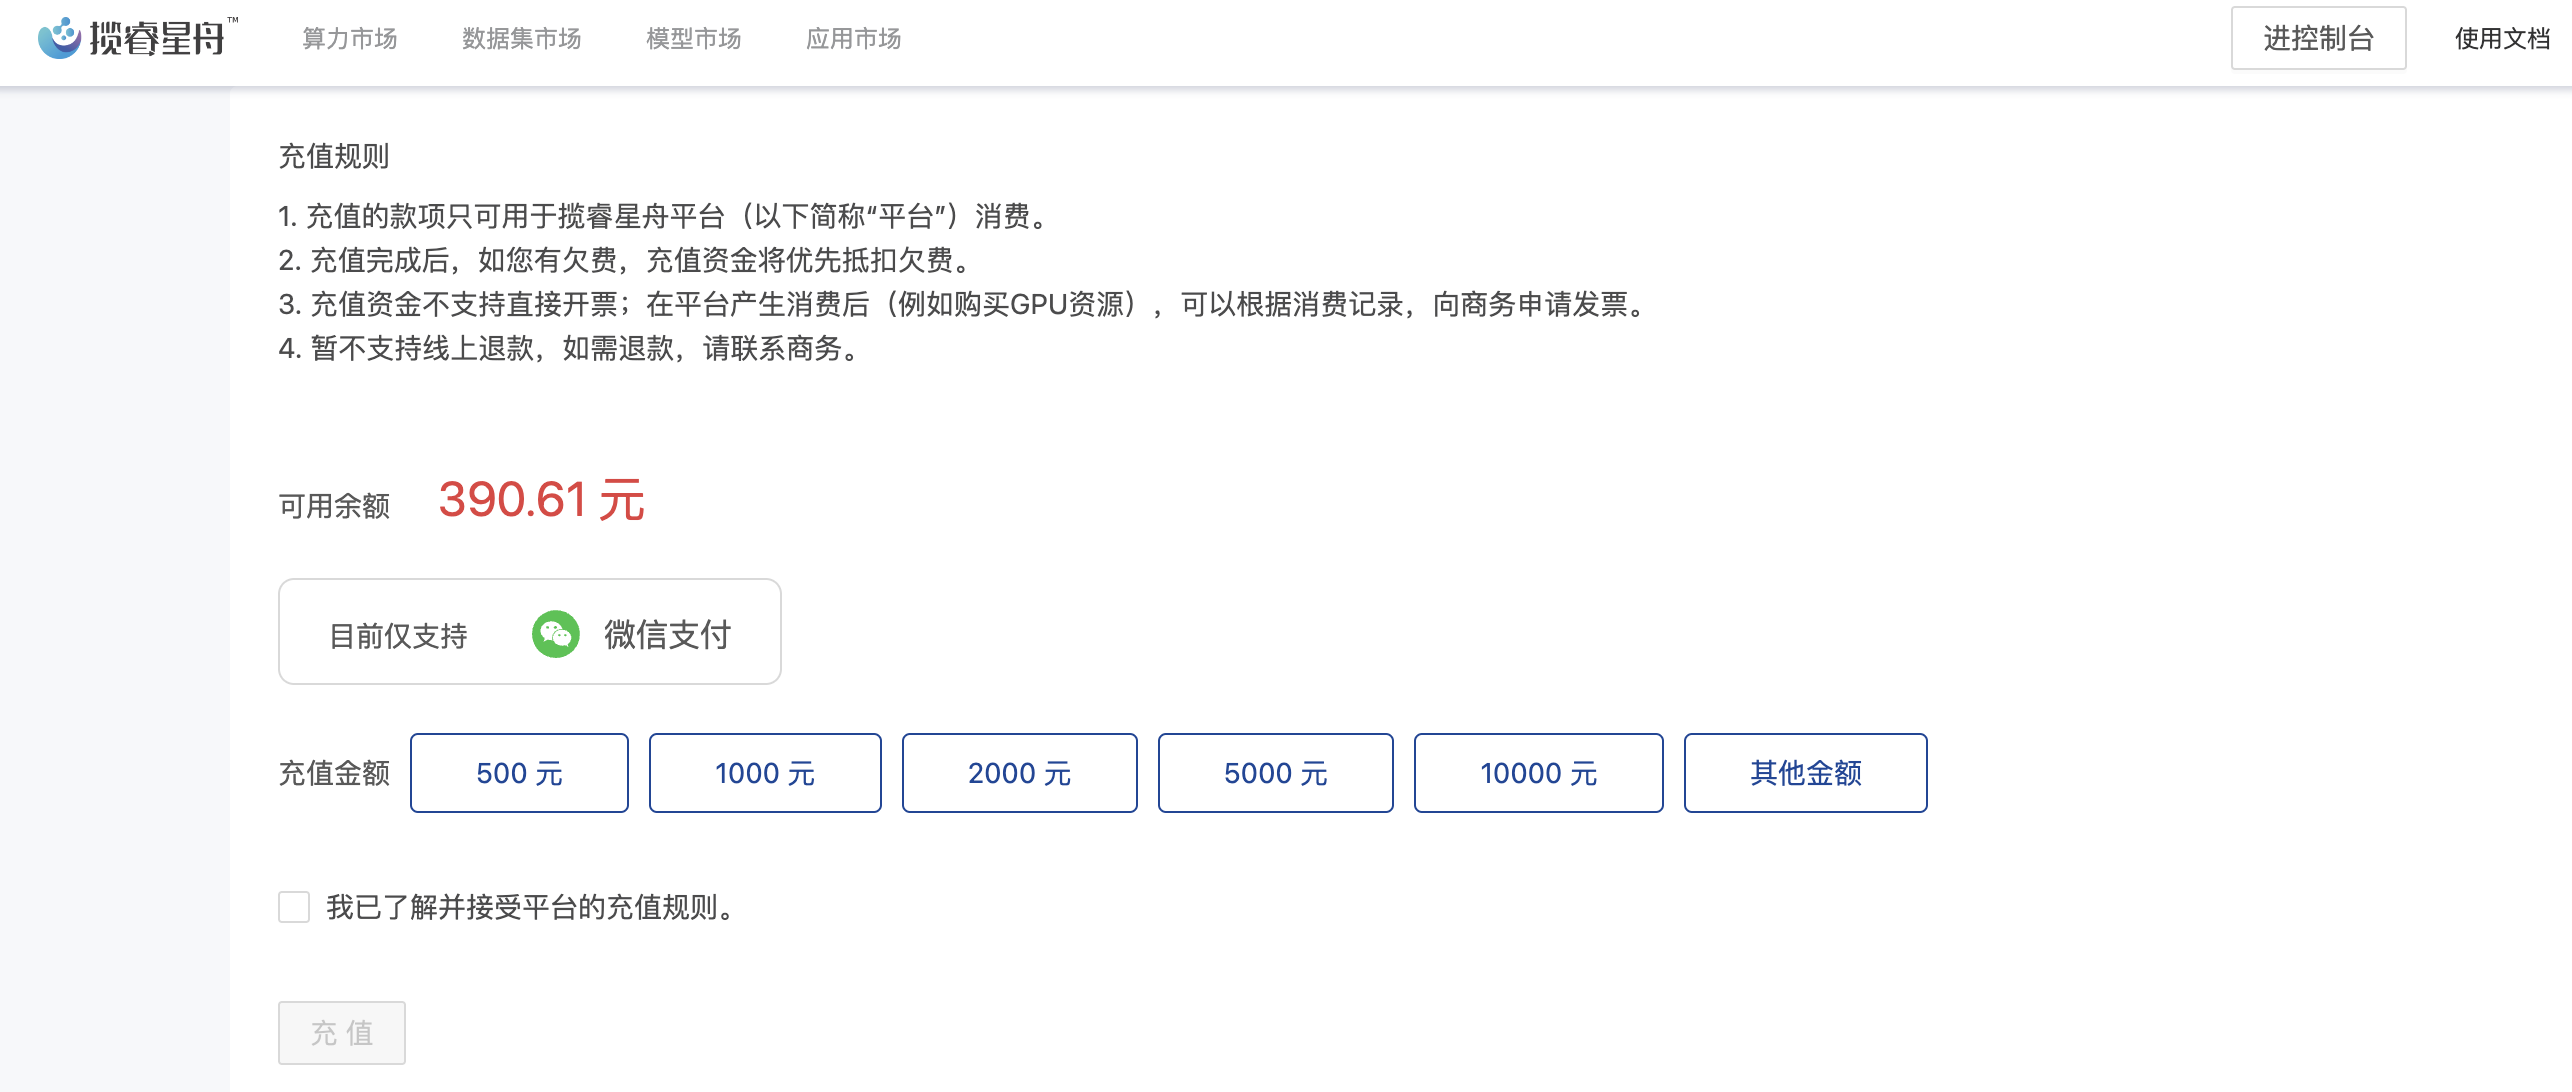 揽睿星舟™ 算力市场 数据集市场 模型市场 应用市场 进控制台 使用文档
充值规则
1. 充值的款项只可用于揽睿星舟平台（以下简称“平台”）消费。
2. 充值完成后，如您有欠费，充值资金将优先抵扣欠费。
3. 充值资金不支持直接开票；在平台产生消费后（例如购买GPU资源），可以根据消费记录，向商务申请发票。
4. 暂不支持线上退款，如需退款，请联系商务。
可用余额 390.61 元
目前仅支持 微信支付
充值金额 500 元 1000 元 2000 元 5000 元 10000 元 其他金额
我已了解并接受平台的充值规则。
充 值